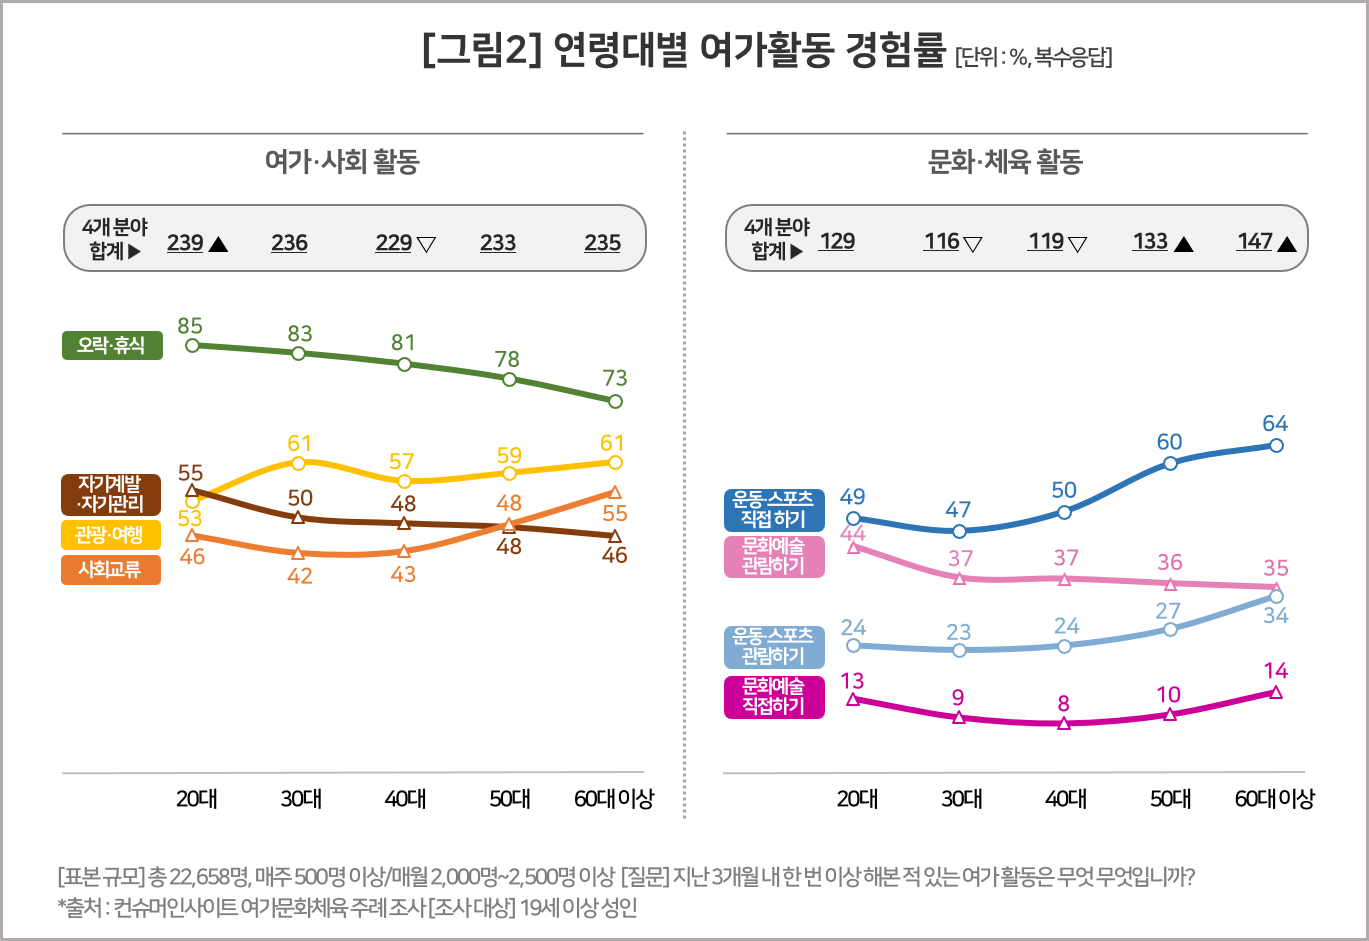 [그림2] 연령대별 여가활동 경험률 [단위 : %, 복수응답]
여가·사회 활동
4개 분야
합계 ▶
239 ▲ 236 229 ▽ 233 235
오락·휴식
85 83 81 78 73
자기계발
·자기관리
55 50 48 48 46
관광·여행
53 61 57 59 61
사회교류
46 42 43 48 55
20대 30대 40대 50대 60대 이상
문화·체육 활동
4개 분야
합계 ▶
129 116 ▽ 119 ▽ 133 ▲ 147 ▲
운동·스포츠
직접 하기
49 47 50 60 64
문화예술
관람하기
44 37 37 36 35
운동·스포츠
관람하기
24 23 24 27 34
문화예술
직접하기
13 9 8 10 14
20대 30대 40대 50대 60대 이상
[표본 규모] 총 22,658명, 매주 500명 이상/매월 2,000명~2,500명 이상 [질문] 지난 3개월 내 한 번 이상 해본 적 있는 여가 활동은 무엇 무엇입니까?
*출처 : 컨슈머인사이트 여가문화체육 주례 조사 [조사 대상] 19세 이상 성인